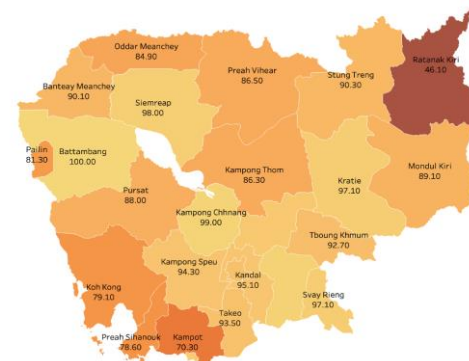 Oddar Meanchey
84.90
Ratanak Kiri
46.10
Preah Vihear
86.50
Stung Treng
90.30
Banteay Meanchey
90.10
Siemreap
98.00
Pailin
81.30
Battambang
100.00
Kampong Thom
86.30
Kratie
97.10
Mondul Kiri
89.10
Pursat
88.00
Kampong Chhnang
99.00
Tboung Khmum
92.70
Kampong Speu
94.30
Kandal
95.10
Koh Kong
79.10
Svay Rieng
97.10
Takeo
93.50
Preah Sihanouk
78.60
Kampot
70.30